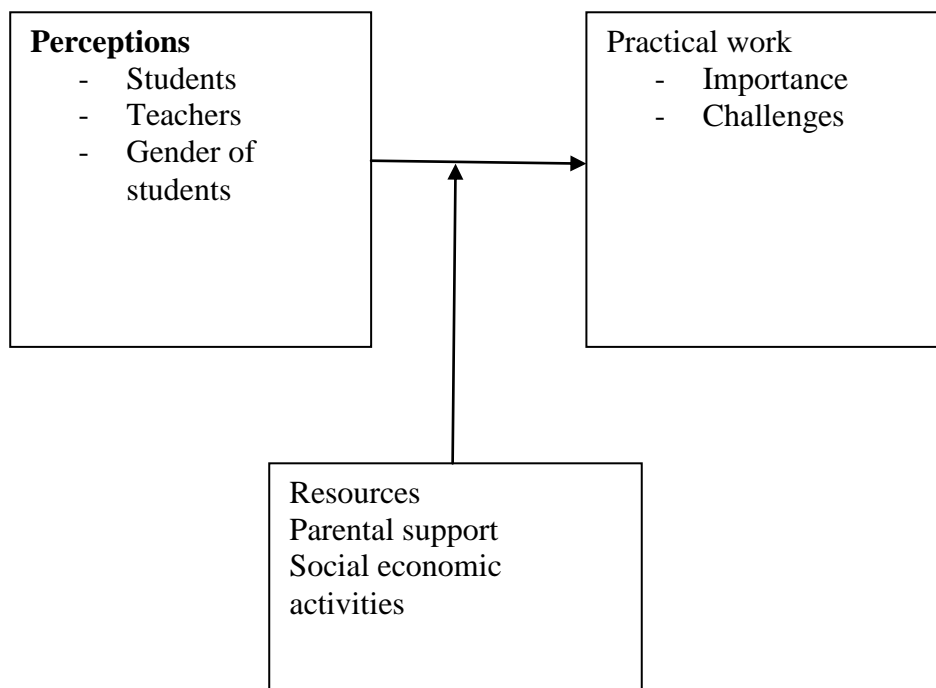 Perceptions
- Students
- Teachers
- Gender of
students
Practical work
- Importance
- Challenges
Resources
Parental support
Social economic
activities